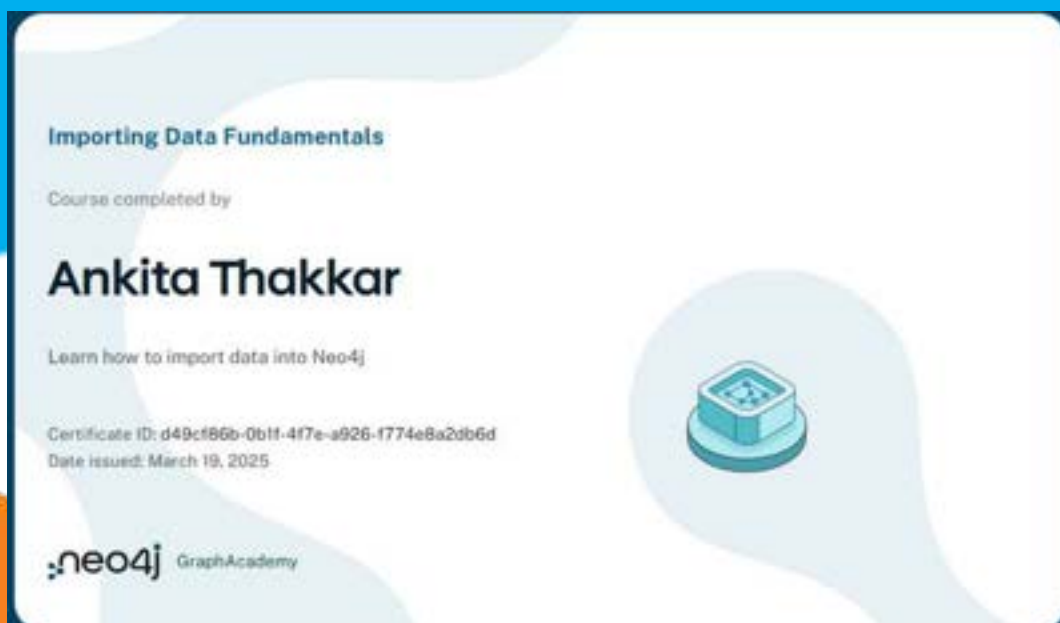 Importing Data Fundamentals
Course completed by
Ankita Thakkar
Learn how to import data into Neo4j
Certificate ID: d49cf86b-0b1f-4f7e-a926-f774e8a2db6d
Date issued: March 19, 2025
neo4j GraphAcademy